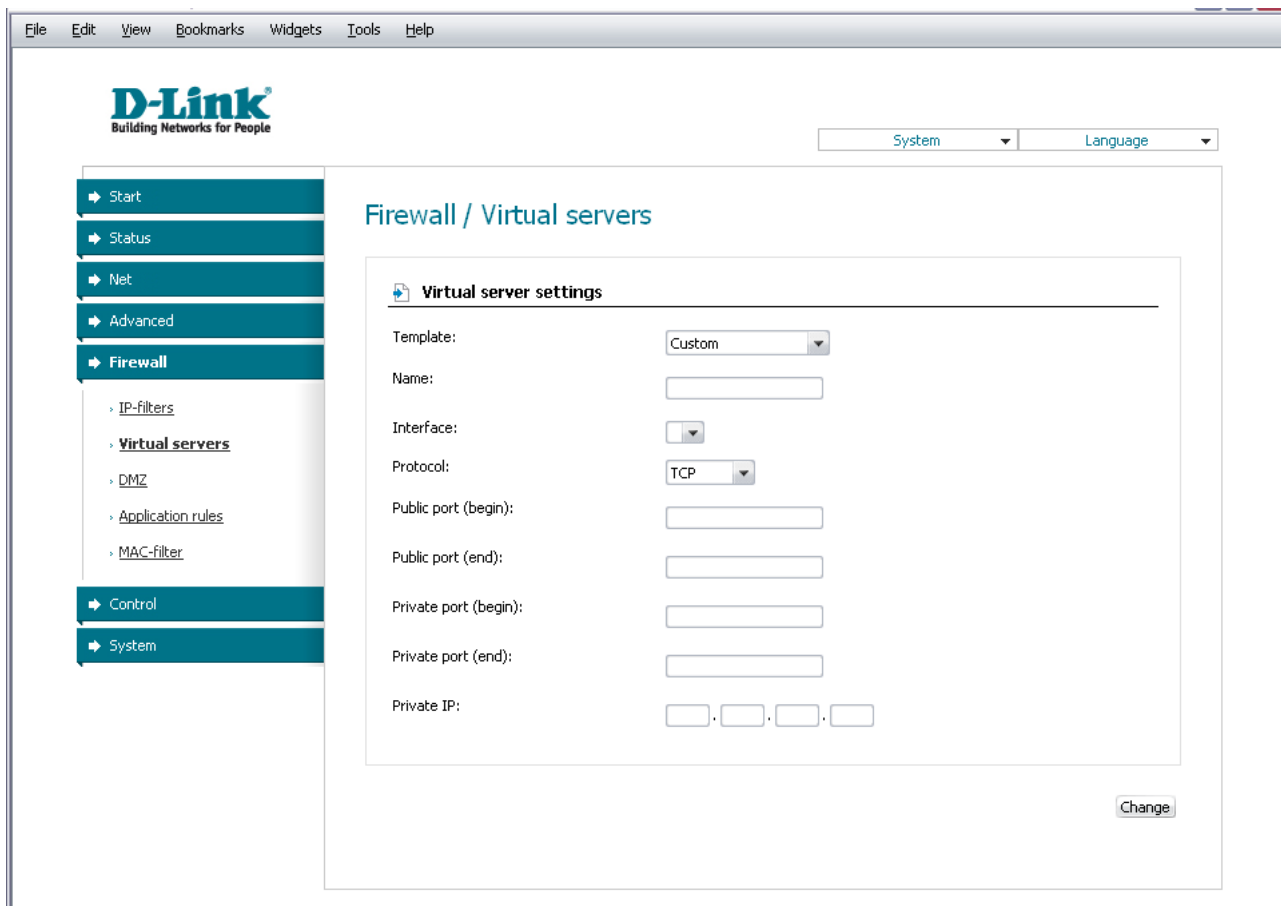 File Edit View Bookmarks Widgets Tools Help
D-Link®
Building Networks for People
System Language
Start
Status
Net
Advanced
Firewall
IP-filters
Virtual servers
DMZ
Application rules
MAC-filter
Control
System
Firewall / Virtual servers
Virtual server settings
Template: Custom
Name:
Interface:
Protocol: TCP
Public port (begin):
Public port (end):
Private port (begin):
Private port (end):
Private IP: . . .
Change